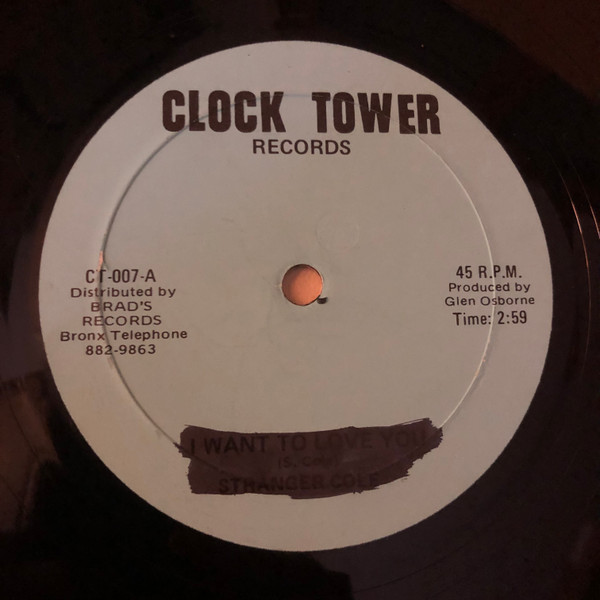 CLOCK TOWER
RECORDS
CT-007-A
Distributed by
BRAD'S
RECORDS
Bronx Telephone
882-9863
45 R.P.M.
Produced by
Glen Osborne
Time: 2:59
I WANT TO LOVE YOU
(S. Cole)
STRANGER COLE